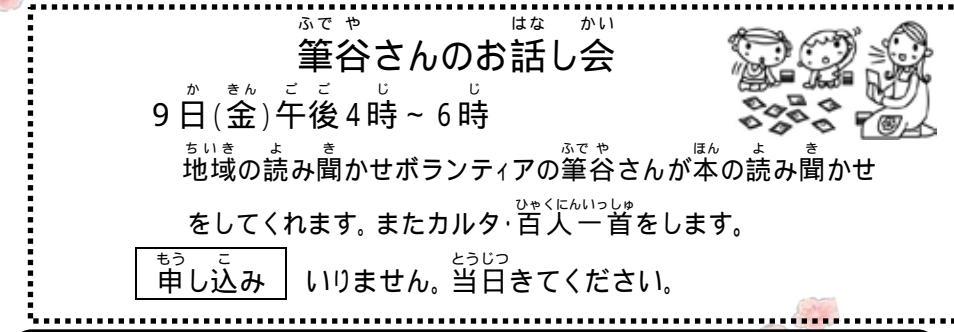 ふで や はな かい
筆谷さんのお話し会
か きん ご ご じ じ
9日(金)午後4時~6時
ちいき よ き ふで や ほん よ き
地域の読み聞かせボランティアの筆谷さんが本の読み聞かせ
ひゃくにんいっしゅ
をしてくれます。またカルタ・百人一首をします。
もう こ とうじつ
申し込み いりません。当日きてください。